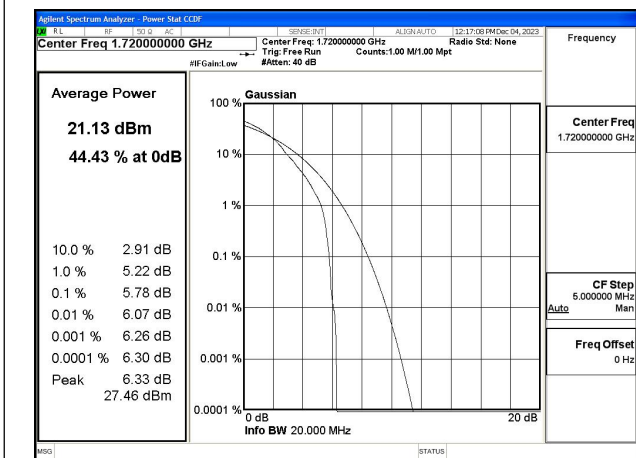 Agilent Spectrum Analyzer - Power Stat CCDF
RL RF 50 Ω AC SENSE:INT ALIGN AUTO 12:17:08 PM Dec 04, 2023
Center Freq 1.720000000 GHz
Center Freq: 1.720000000 GHz Radio Std: None
Trig: Free Run Counts:1.00 M/1.00 Mpt
#IFGain:Low #Atten: 40 dB
Frequency
Average Power
21.13 dBm
44.43 % at 0dB
10.0 % 2.91 dB
1.0 % 5.22 dB
0.1 % 5.78 dB
0.01 % 6.07 dB
0.001 % 6.26 dB
0.0001 % 6.30 dB
Peak 6.33 dB
27.46 dBm
Gaussian
100 %
10 %
1 %
0.1 %
0.01 %
0.001 %
0.0001 %
0 dB 20 dB
Info BW 20.000 MHz
Center Freq
1.720000000 GHz
CF Step
5.000000 MHz
Auto Man
Freq Offset
0 Hz
MSG STATUS